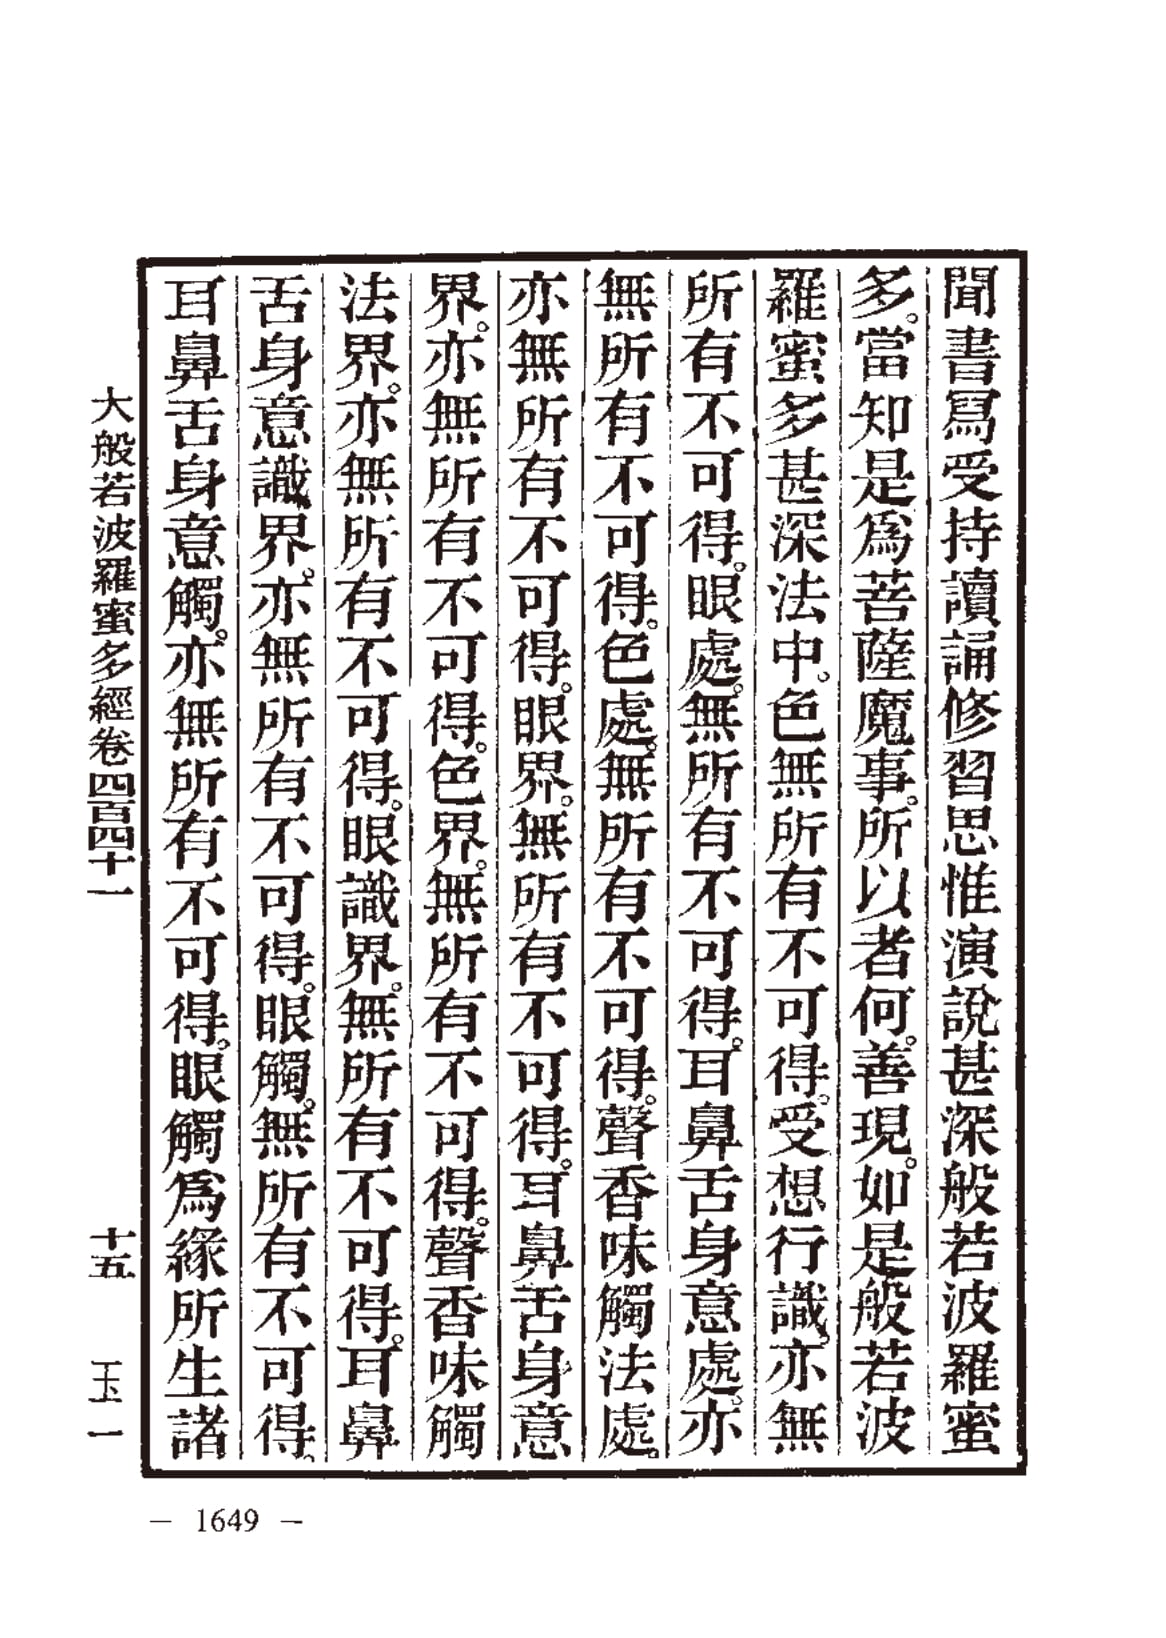 聞書寫受持讀誦修習思惟演說甚深般若波羅蜜
多。當知是爲菩薩魔事。所以者何。善現。如是般若波
羅蜜多甚深法中。色無所有不可得。受想行識。亦無
所有不可得。眼處。無所有不可得。耳鼻舌身意處。亦
無所有不可得。色處。無所有不可得。聲香味觸法處。
亦無所有不可得。眼界。無所有不可得。耳鼻舌身意
界。亦無所有不可得。色界。無所有不可得。聲香味觸
法界。亦無所有不可得。眼識界。無所有不可得。耳鼻
舌身意識界。亦無所有不可得。眼觸。無所有不可得。
耳鼻舌身意觸。亦無所有不可得。眼觸爲緣所生諸
大般若波羅蜜多經卷四百四十一 十五 玉一
— 1649 —